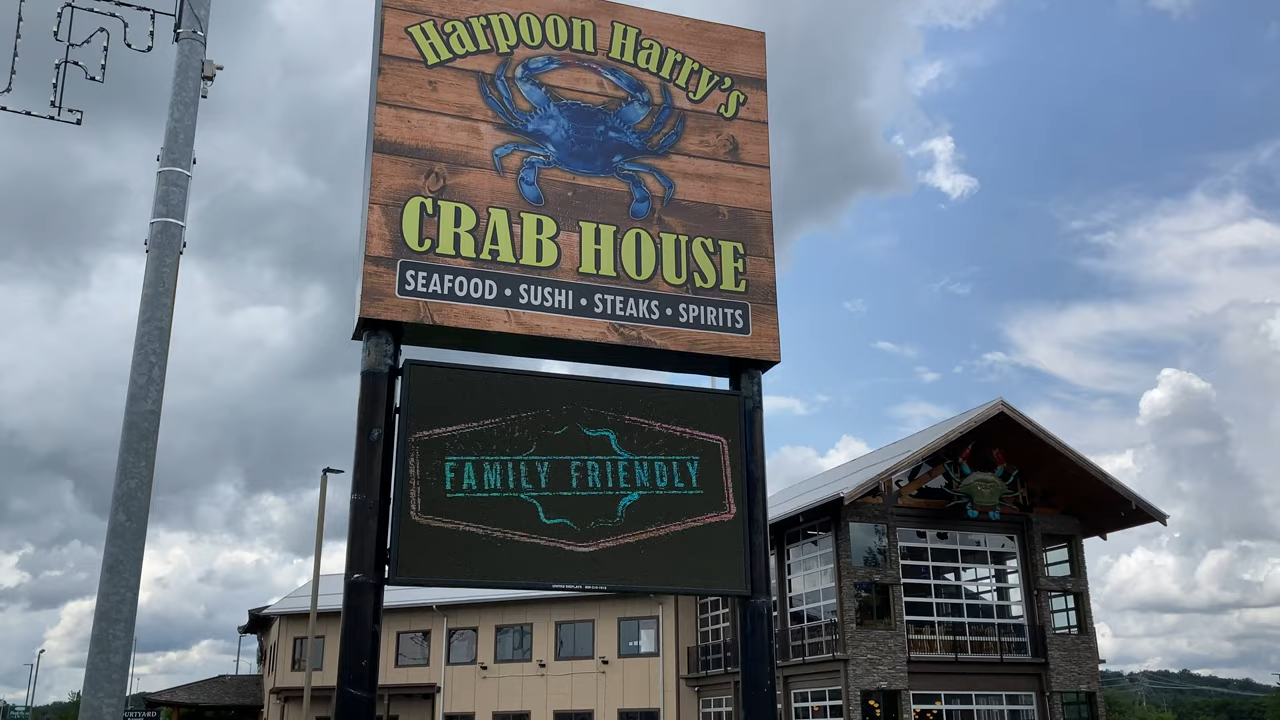 Harpoon Harry's
CRAB HOUSE
SEAFOOD • SUSHI • STEAKS • SPIRITS
FAMILY FRIENDLY